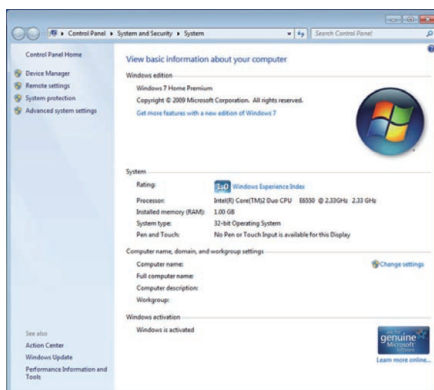 Control Panel ▸ System and Security ▸ System
Search Control Panel
Control Panel Home
Device Manager
Remote settings
System protection
Advanced system settings
See also
Action Center
Windows Update
Performance Information and
Tools
View basic information about your computer
Windows edition
Windows 7 Home Premium
Copyright © 2009 Microsoft Corporation. All rights reserved.
Get more features with a new edition of Windows 7
System
Rating: 1.0 Windows Experience Index
Processor: Intel(R) Core(TM)2 Duo CPU E6550 @ 2.33GHz 2.33 GHz
Installed memory (RAM): 1.00 GB
System type: 32-bit Operating System
Pen and Touch: No Pen or Touch Input is available for this Display
Computer name, domain, and workgroup settings
Computer name: Change settings
Full computer name:
Computer description:
Workgroup:
Windows activation
Windows is activated
genuine
Microsoft
Learn more online...